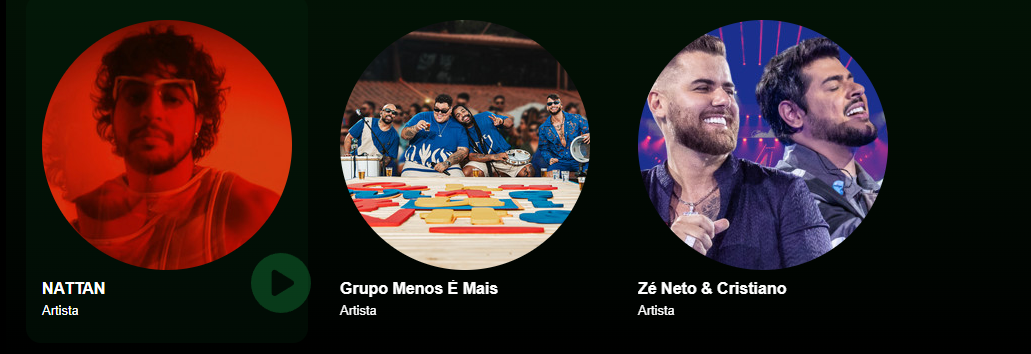 NATTAN
Artista
Grupo Menos É Mais
Artista
Zé Neto & Cristiano
Artista